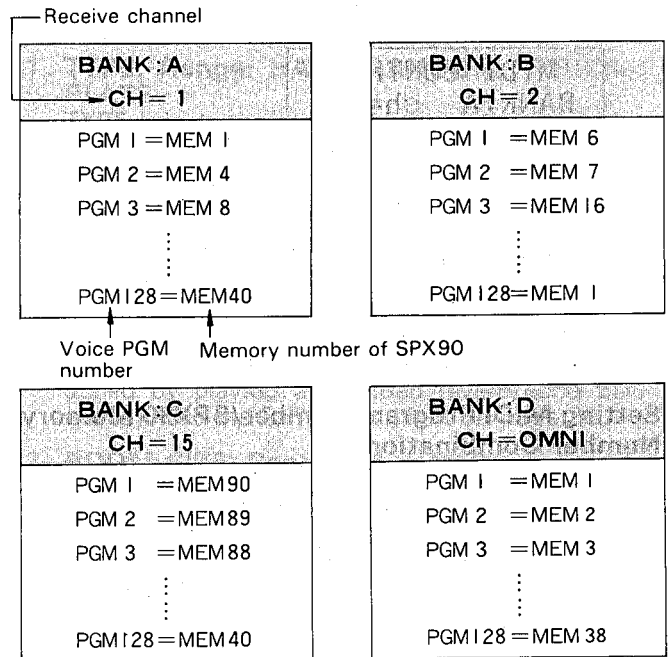 Receive channel
BANK:A
CH=1
PGM 1 =MEM 1
PGM 2 =MEM 4
PGM 3 =MEM 8
PGM128=MEM40
Voice PGM number
Memory number of SPX90
BANK:B
CH=2
PGM 1 =MEM 6
PGM 2 =MEM 7
PGM 3 =MEM16
PGM128=MEM 1
BANK:C
CH=15
PGM 1 =MEM90
PGM 2 =MEM89
PGM 3 =MEM88
PGM128=MEM40
BANK:D
CH=OMNI
PGM 1 =MEM 1
PGM 2 =MEM 2
PGM 3 =MEM 3
PGM128=MEM 38